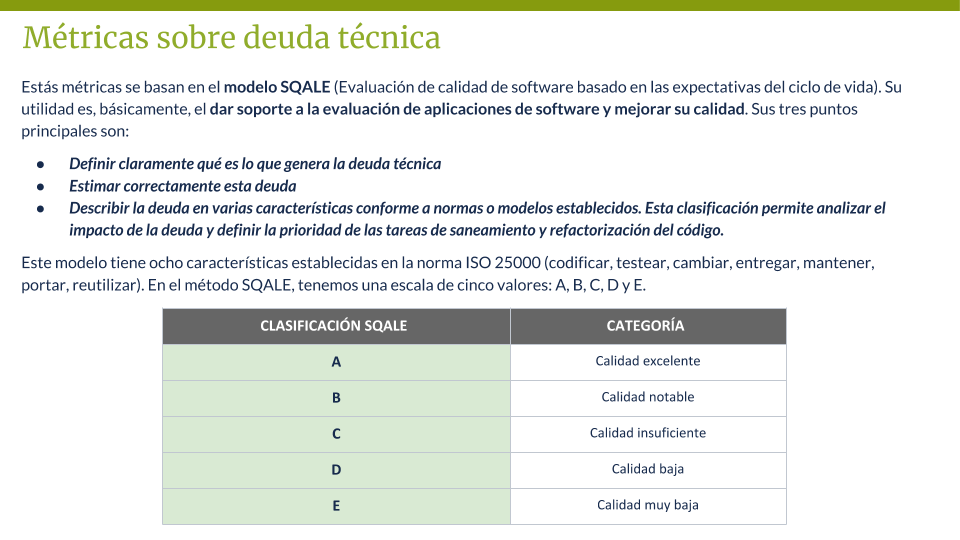 Métricas sobre deuda técnica
Estás métricas se basan en el modelo SQALE (Evaluación de calidad de software basado en las expectativas del ciclo de vida). Su
utilidad es, básicamente, el dar soporte a la evaluación de aplicaciones de software y mejorar su calidad. Sus tres puntos
principales son:
● Definir claramente qué es lo que genera la deuda técnica
● Estimar correctamente esta deuda
● Describir la deuda en varias características conforme a normas o modelos establecidos. Esta clasificación permite analizar el
impacto de la deuda y definir la prioridad de las tareas de saneamiento y refactorización del código.
Este modelo tiene ocho características establecidas en la norma ISO 25000 (codificar, testear, cambiar, entregar, mantener,
portar, reutilizar). En el método SQALE, tenemos una escala de cinco valores: A, B, C, D y E.
CLASIFICACIÓN SQALE CATEGORÍA
A Calidad excelente
B Calidad notable
C Calidad insuficiente
D Calidad baja
E Calidad muy baja